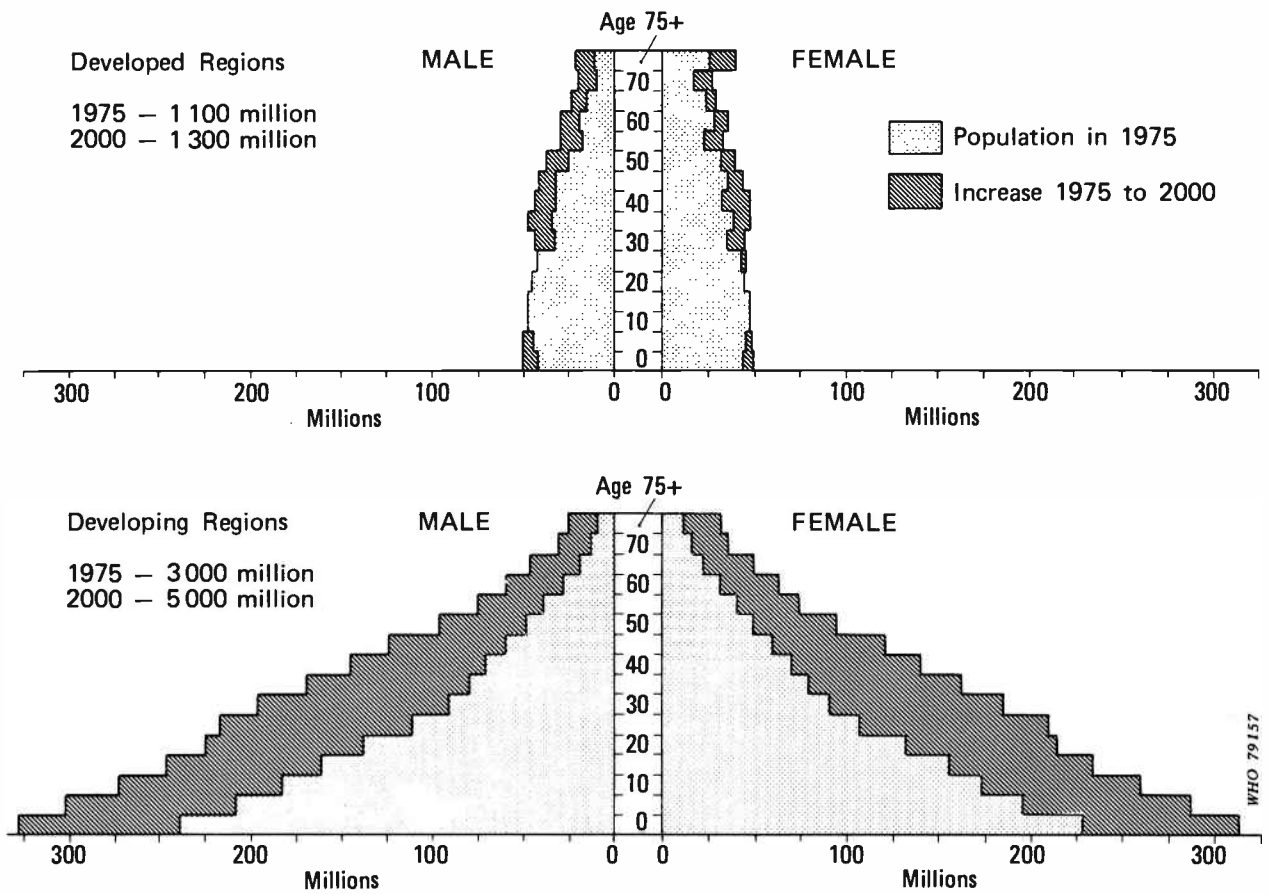 Age 75+
Developed Regions
MALE
FEMALE
1975 – 1 100 million
2000 – 1 300 million
Population in 1975
Increase 1975 to 2000
70
60
50
40
30
20
10
0
300 200 100 0 0 100 200 300
Millions Millions
Age 75+
Developing Regions
MALE
FEMALE
1975 – 3 000 million
2000 – 5 000 million
70
60
50
40
30
20
10
0
300 200 100 0 0 100 200 300
Millions Millions
WHO 79157